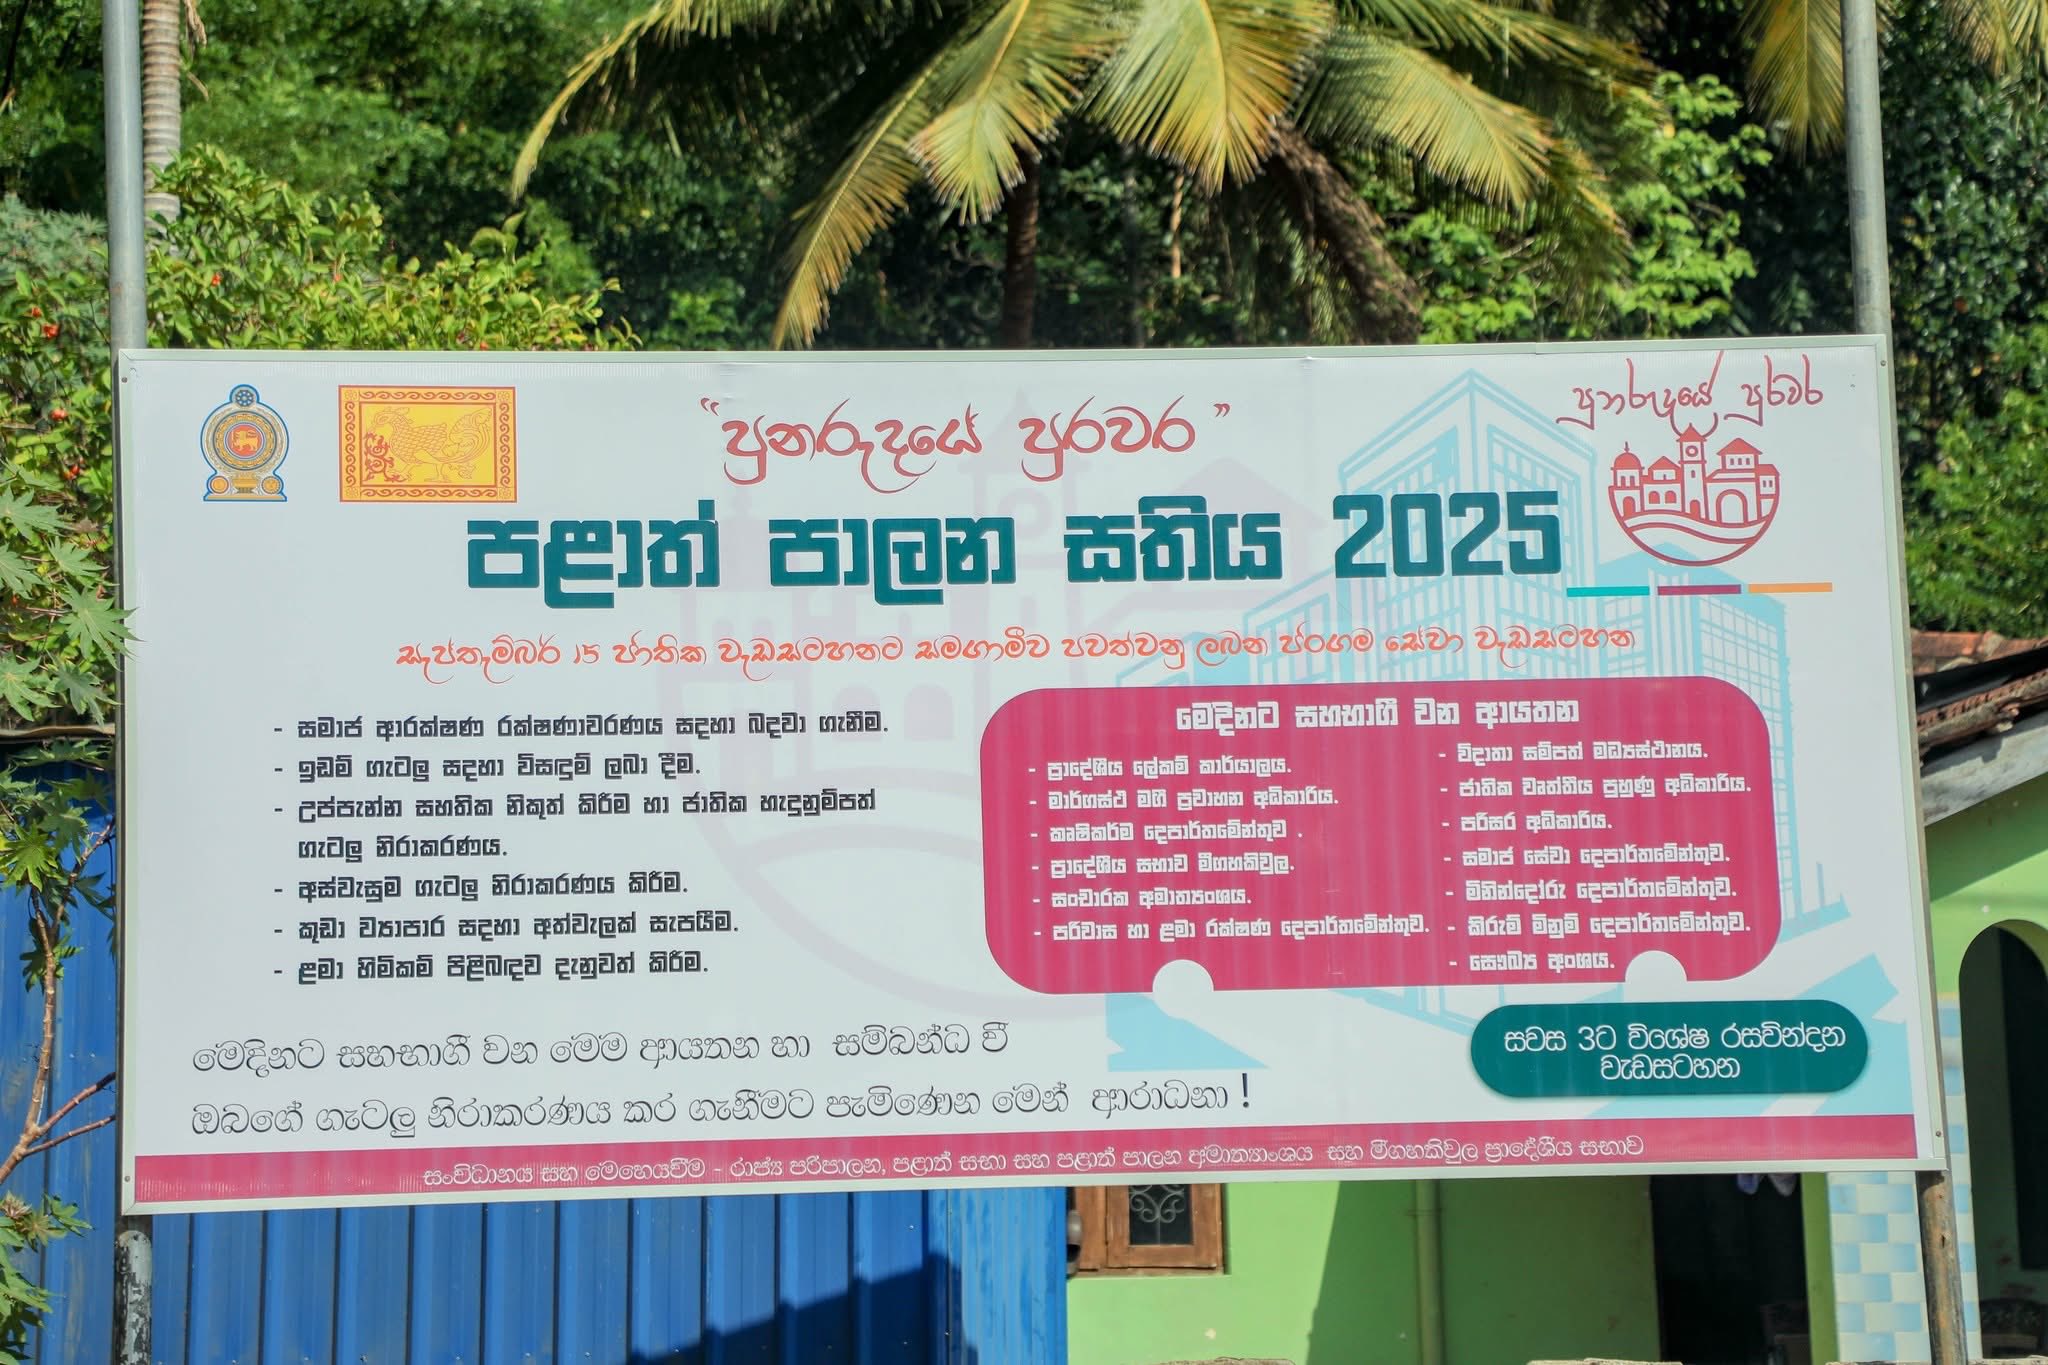 "පුනරුදයේ පුරවර"
පුනරුදයේ පුරවර
පළාත් පාලන සතිය 2025
සැප්තැම්බර් 15 ජාතික වැඩසටහනට සමගාමීව පවත්වනු ලබන ජංගම සේවා වැඩසටහන
- සමාජ ආරක්ෂණ රක්ෂණාවරණය සදහා බදවා ගැනීම.
- ඉඩම් ගැටලු සදහා විසඳුම් ලබා දීම.
- උප්පැන්න සහතික නිකුත් කිරීම හා ජාතික හැදුනුම්පත්
ගැටලු නිරාකරණය.
- අස්වැසුම ගැටලු නිරාකරණය කිරීම.
- කුඩා ව්‍යාපාර සදහා අත්වැලක් සැපයීම.
- ළමා හිමිකම් පිළිබඳව දැනුවත් කිරීම.
මෙදිනට සහභාගී වන ආයතන
- ප්‍රාදේශීය ලේකම් කාර්යාලය.
- මාර්ගස්ථ මගී ප්‍රවාහන අධිකාරිය.
- කෘෂිකර්ම දෙපාර්තමේන්තුව .
- ප්‍රාදේශීය සභාව මීගහකිවුල.
- සංචාරක අමාත්‍යංශය.
- පරිවාස හා ළමා රක්ෂණ දෙපාර්තමේන්තුව.
- විදාතා සම්පත් මධ්‍යස්ථානය.
- ජාතික වෘත්තීය පුහුණු අධිකාරිය.
- පරිසර අධිකාරිය.
- සමාජ සේවා දෙපාර්තමේන්තුව.
- මිනින්දෝරු දෙපාර්තමේන්තුව.
- කිරුම් මිනුම් දෙපාර්තමේන්තුව.
- සෞඛ්‍ය අංශය.
මෙදිනට සහභාගී වන මෙම ආයතන හා සම්බන්ධ වී
ඔබගේ ගැටලු නිරාකරණය කර ගැනීමට පැමිණෙන මෙන් ආරාධනා !
සවස 3ට විශේෂ රසවින්දන
වැඩසටහන
සංවිධානය සහ මෙහෙයවීම - රාජ්‍ය පරිපාලන, පළාත් සභා සහ පළාත් පාලන අමාත්‍යාංශය සහ මීගහකිවුල ප්‍රාදේශීය සභාව